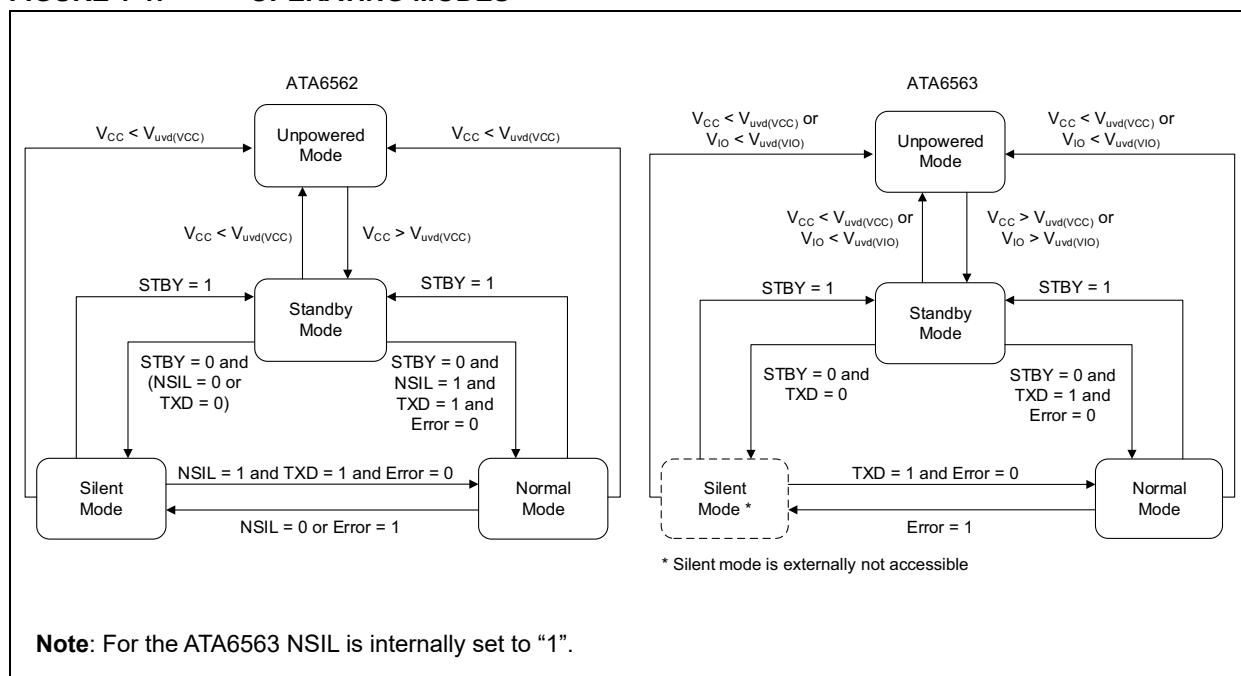 FIGURE 1-1: OPERATING MODES
ATA6562
V_CC < V_uvd(VCC)
V_CC < V_uvd(VCC)
Unpowered
Mode
V_CC < V_uvd(VCC)
V_CC > V_uvd(VCC)
STBY = 1
STBY = 1
Standby
Mode
STBY = 0 and
(NSIL = 0 or
TXD = 0)
STBY = 0 and
NSIL = 1 and
TXD = 1 and
Error = 0
Silent
Mode
NSIL = 1 and TXD = 1 and Error = 0
NSIL = 0 or Error = 1
Normal
Mode
ATA6563
V_CC < V_uvd(VCC) or
V_IO < V_uvd(VIO)
V_CC < V_uvd(VCC) or
V_IO < V_uvd(VIO)
Unpowered
Mode
V_CC < V_uvd(VCC) or
V_IO < V_uvd(VIO)
V_CC > V_uvd(VCC) or
V_IO > V_uvd(VIO)
STBY = 1
STBY = 1
Standby
Mode
STBY = 0 and
TXD = 0
STBY = 0 and
TXD = 1 and
Error = 0
Silent
Mode *
TXD = 1 and Error = 0
Error = 1
Normal
Mode
* Silent mode is externally not accessible
Note: For the ATA6563 NSIL is internally set to “1”.